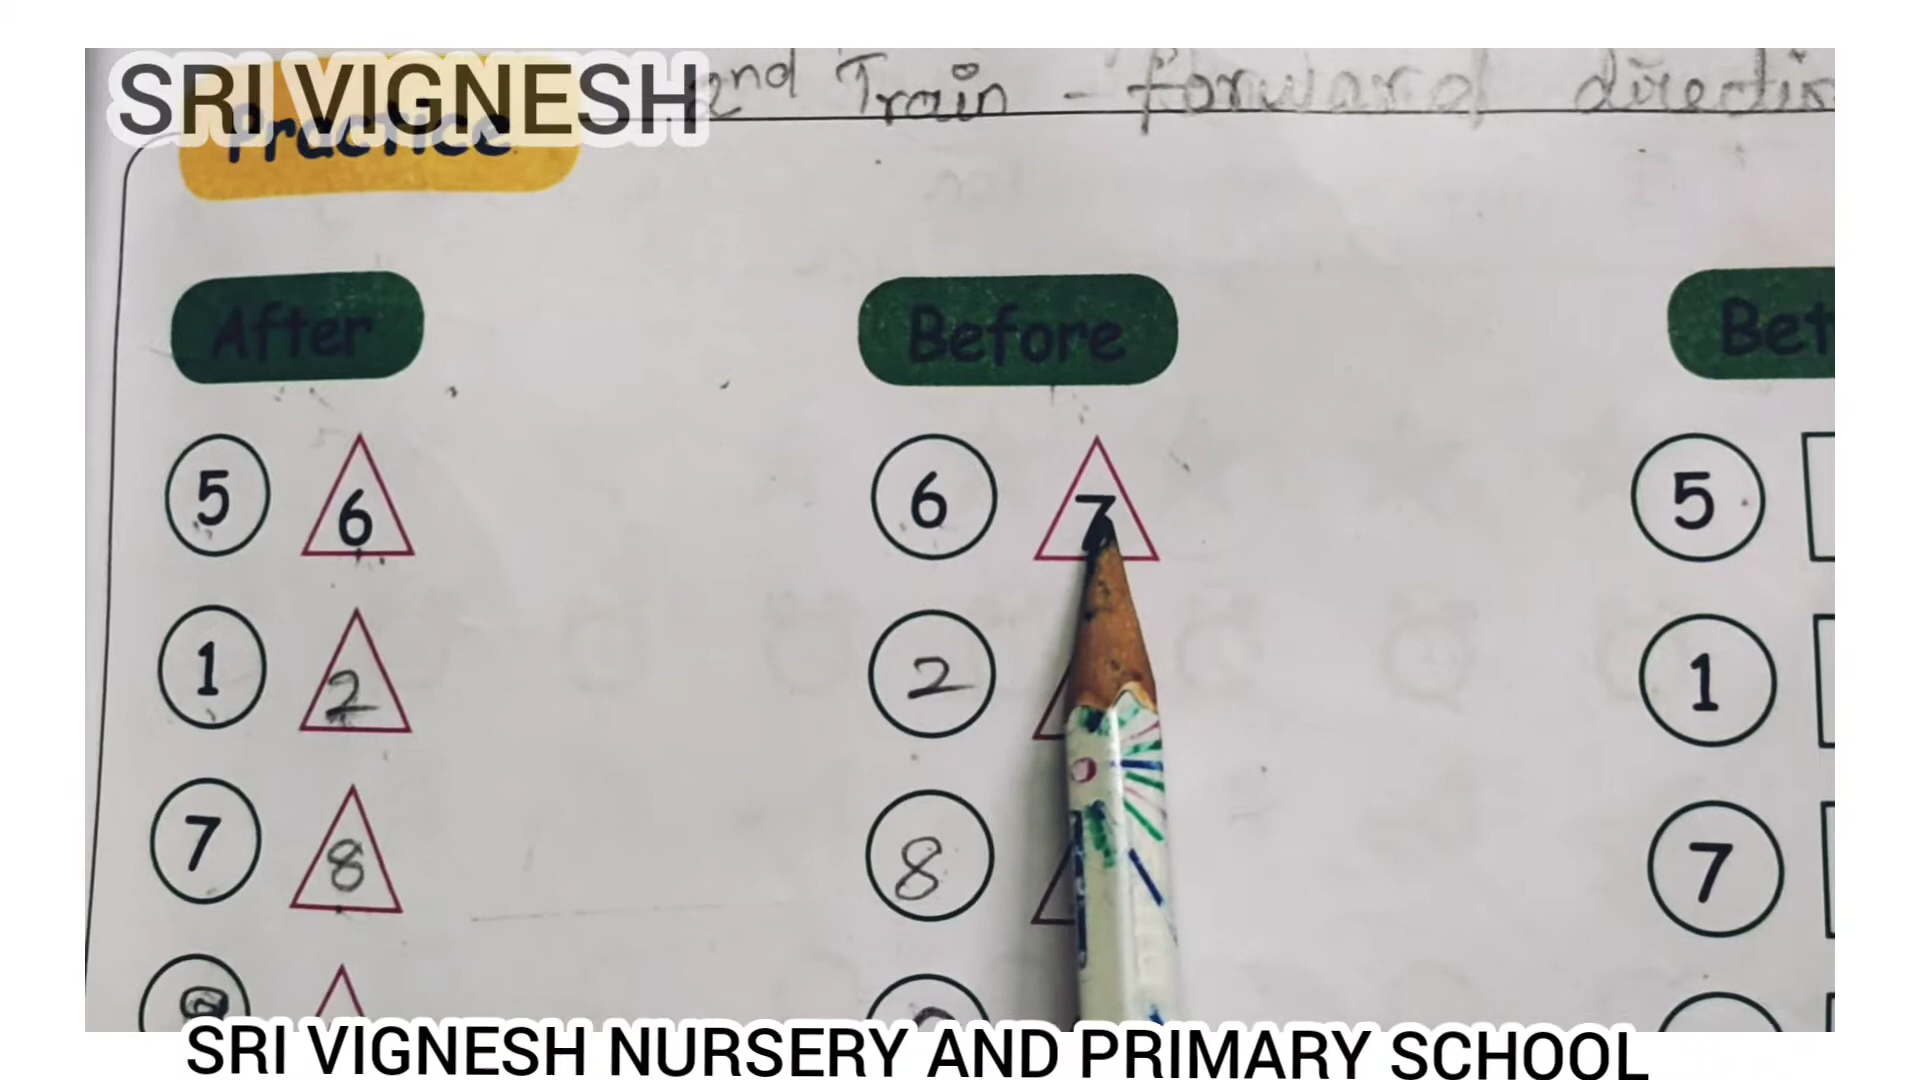 SRI VIGNESH
2nd Train - forward
Practice
After Before
5 6 6 7 5
1 2 2 1
7 8 8 7
SRI VIGNESH NURSERY AND PRIMARY SCHOOL